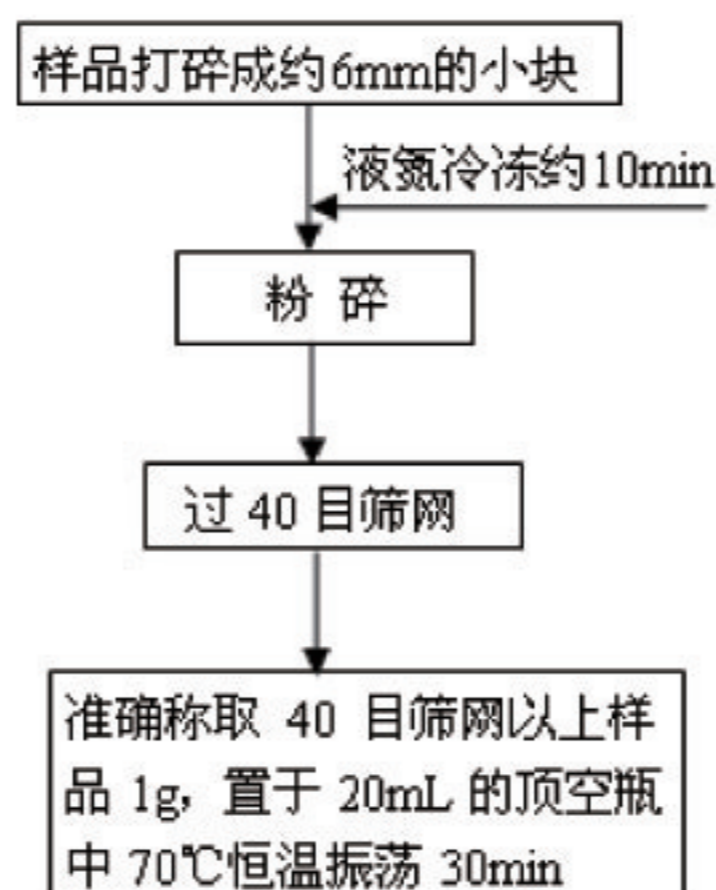 样品打碎成约6mm的小块
液氮冷冻约10min
粉 碎
过 40 目筛网
准确称取 40 目筛网以上样
品 1g，置于 20mL 的顶空瓶
中 70℃恒温振荡 30min